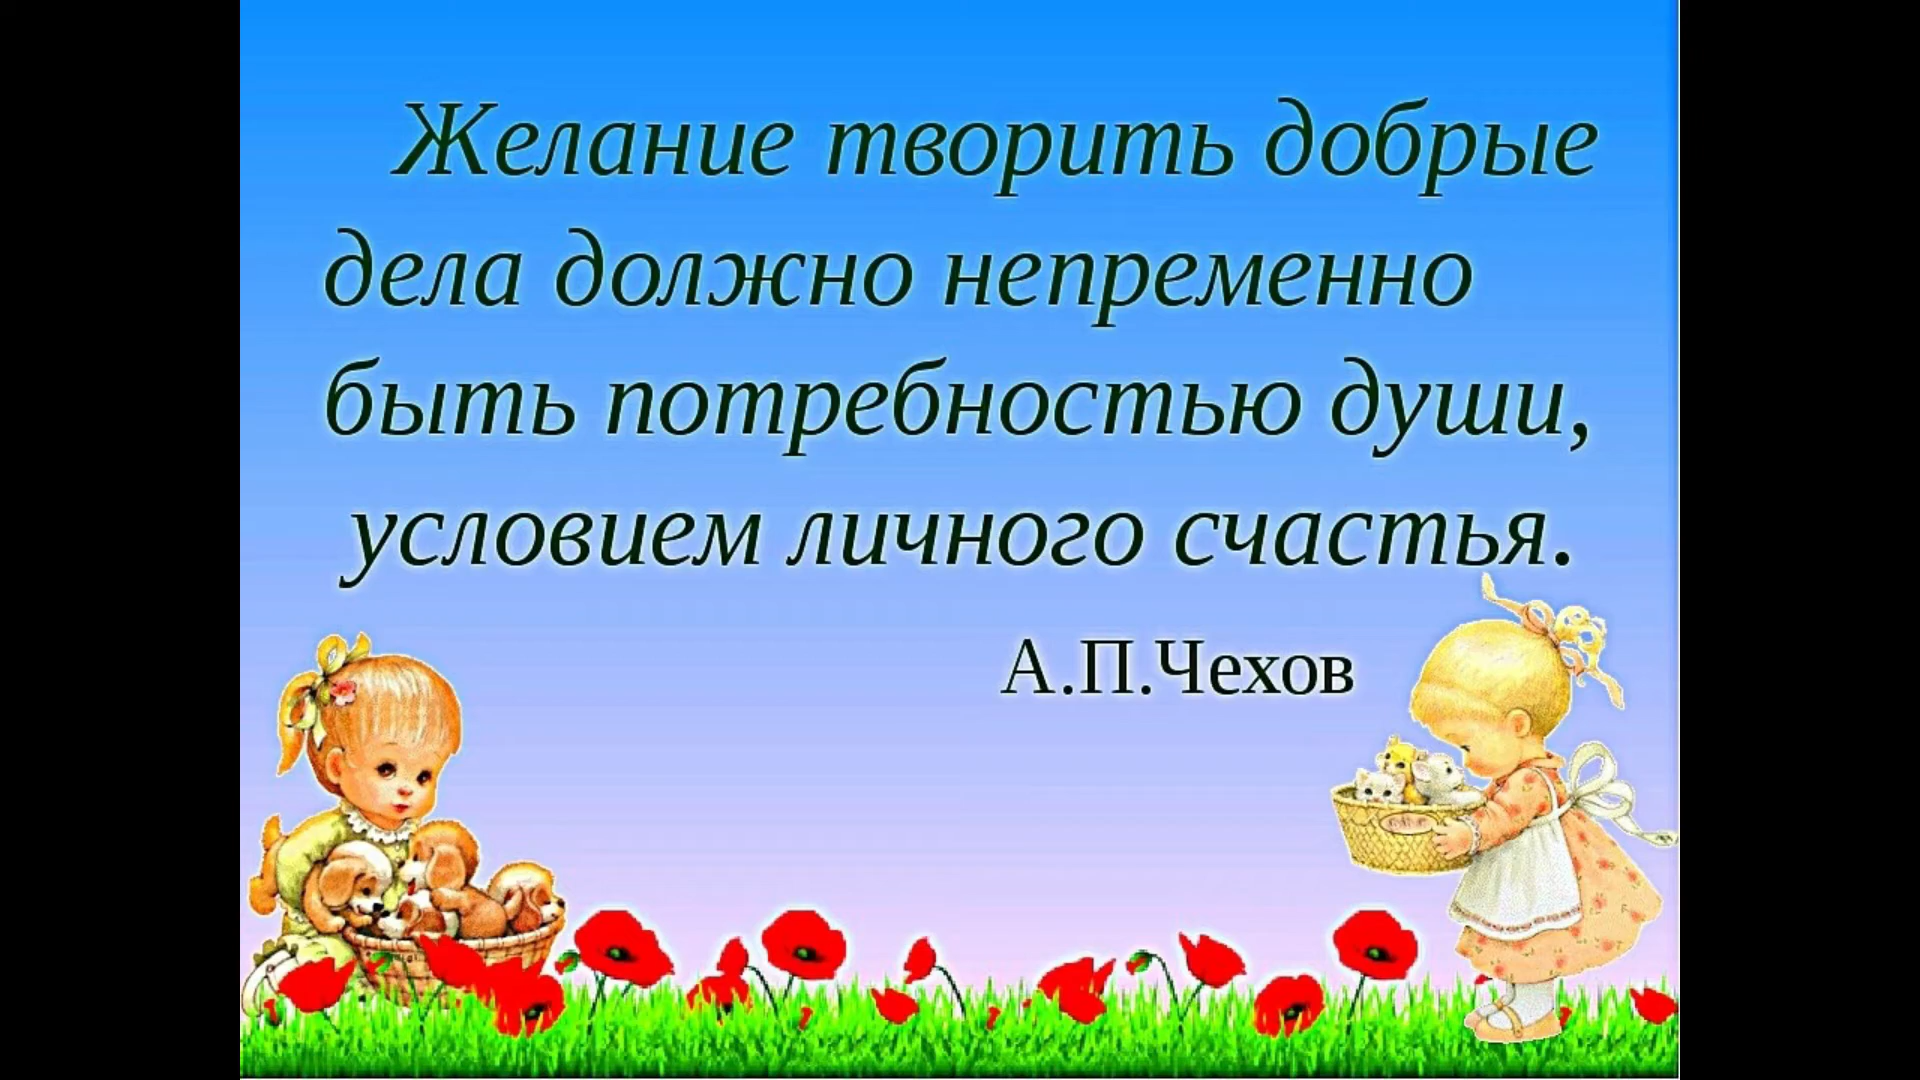 Желание творить добрые
дела должно непременно
быть потребностью души,
условием личного счастья.
А.П.Чехов